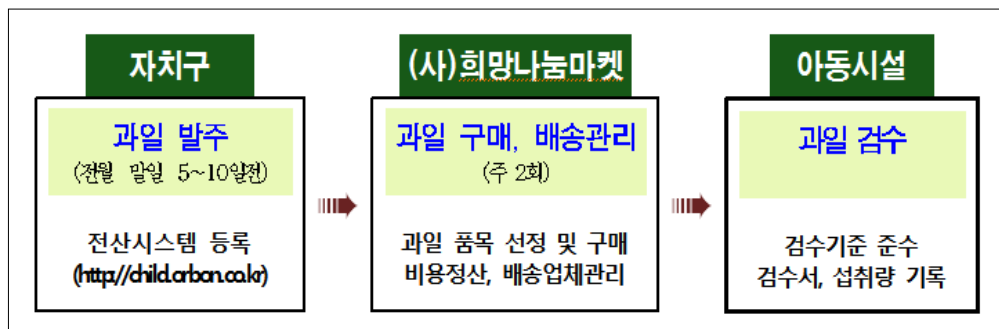 자치구
과일 발주
(전월 말일 5~10일전)
전산시스템 등록
(http://child.arban.co.kr)
(사)희망나눔마켓
과일 구매, 배송관리
(주 2회)
과일 품목 선정 및 구매
비용정산, 배송업체관리
아동시설
과일 검수
검수기준 준수
검수서, 섭취량 기록